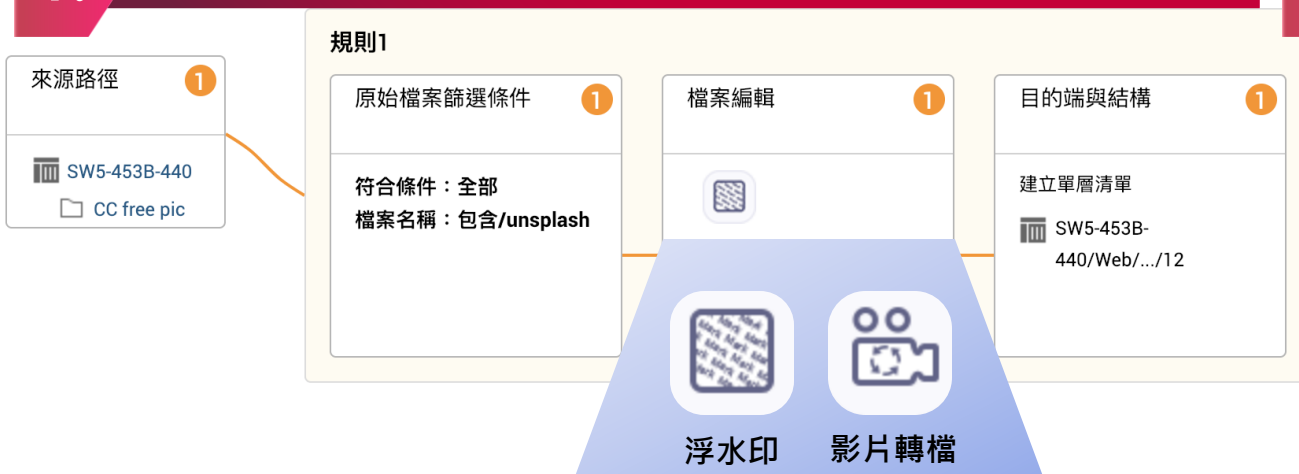 規則1
來源路徑
1
SW5-453B-440
CC free pic
原始檔案篩選條件
1
符合條件：全部
檔案名稱：包含/unsplash
檔案編輯
1
目的端與結構
1
建立單層清單
SW5-453B-
440/Web/.../12
浮水印
影片轉檔